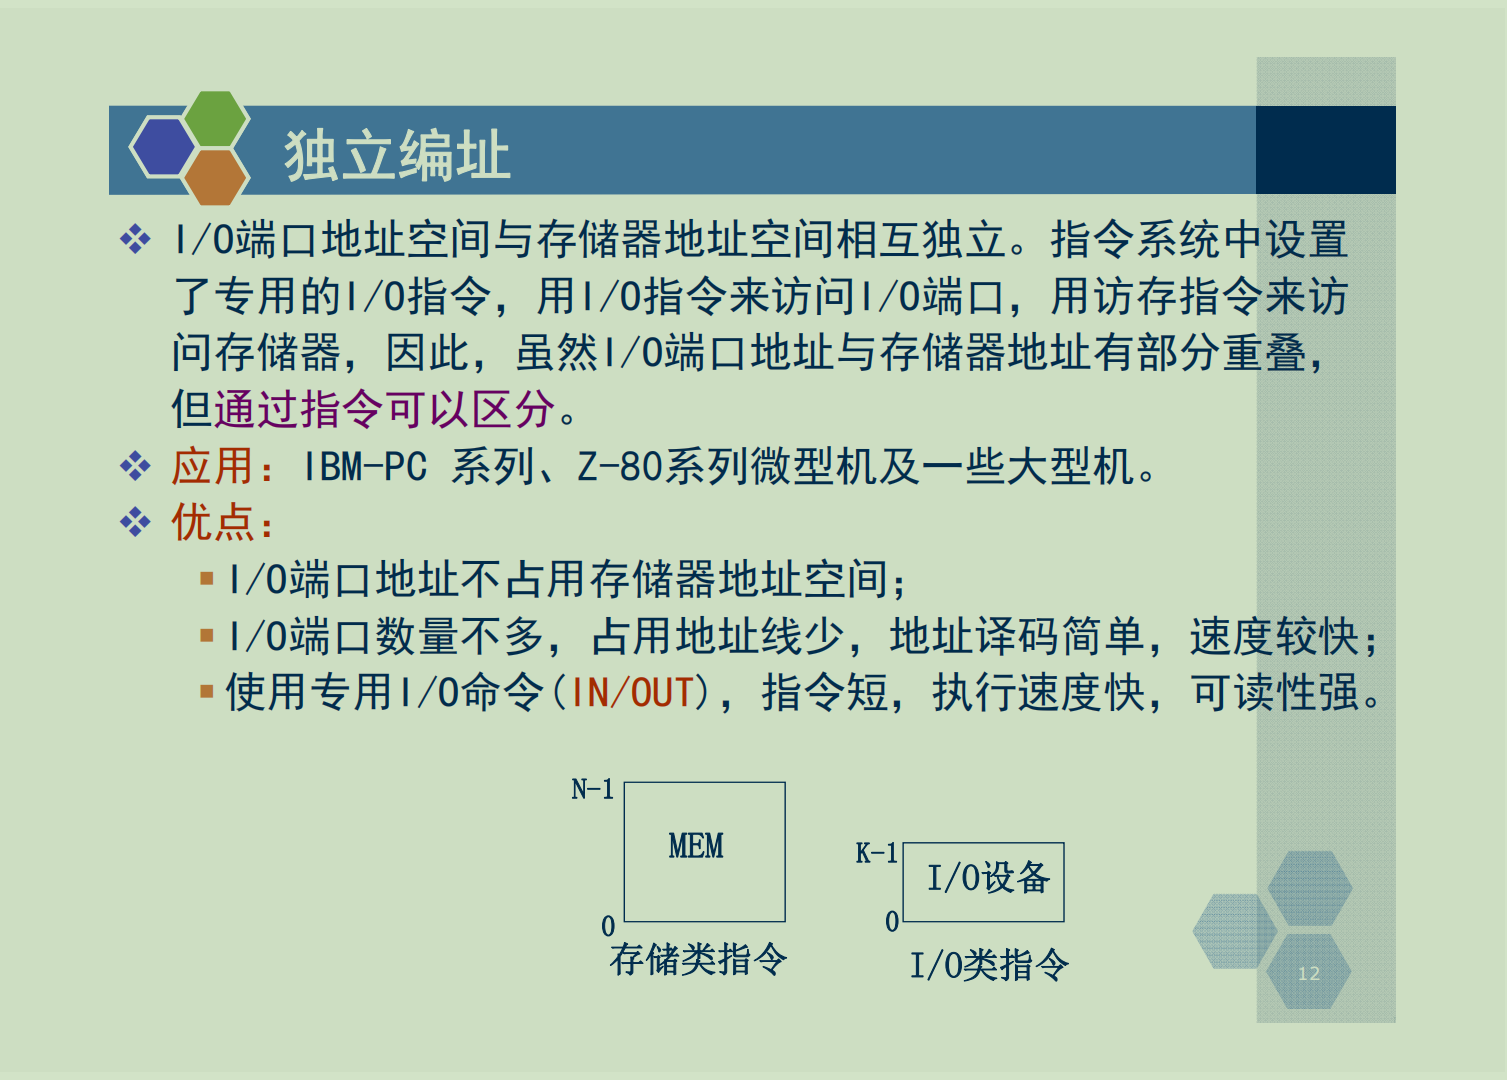 独立编址
I/O端口地址空间与存储器地址空间相互独立。指令系统中设置
了专用的I/O指令，用I/O指令来访问I/O端口，用访存指令来访
问存储器，因此，虽然I/O端口地址与存储器地址有部分重叠，
但通过指令可以区分。
应用：IBM-PC 系列、Z-80系列微型机及一些大型机。
优点：
I/O端口地址不占用存储器地址空间；
I/O端口数量不多，占用地址线少，地址译码简单，速度较快；
使用专用I/O命令(IN/OUT)，指令短，执行速度快，可读性强。
N-1
MEM
0
存储类指令
K-1
I/O设备
0
I/O类指令
12